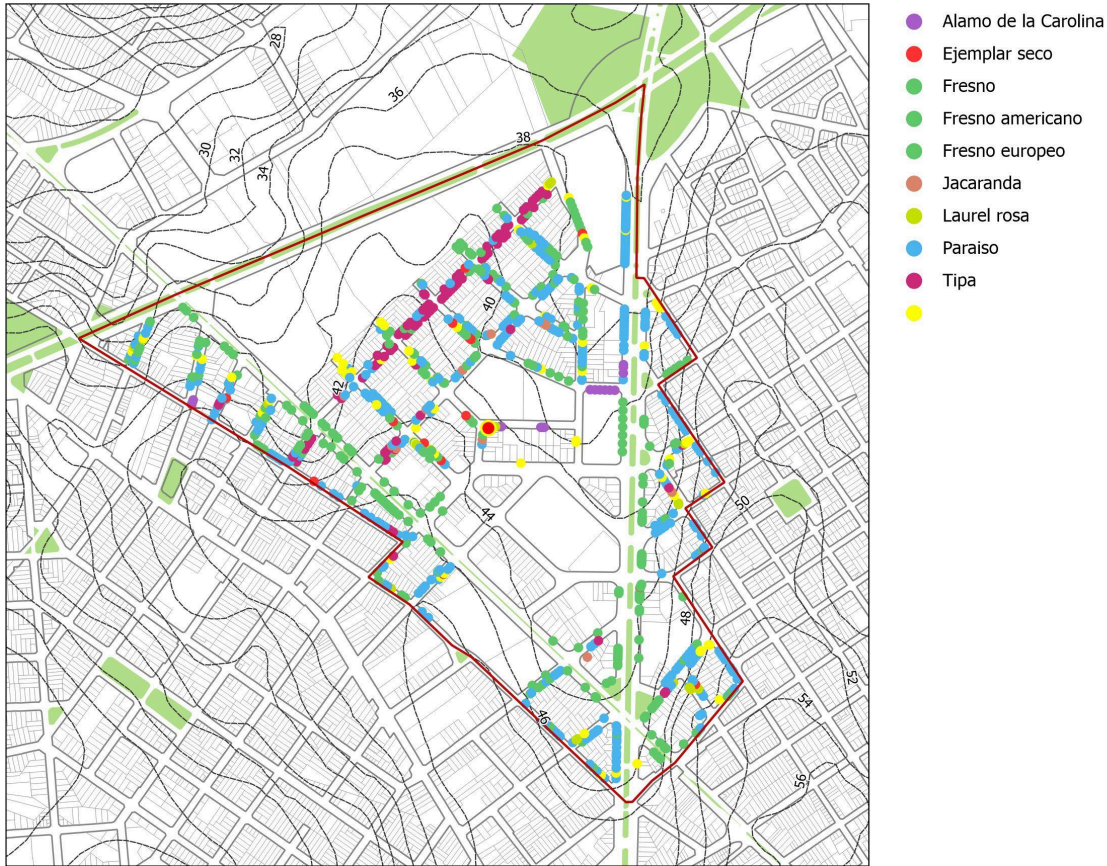 28
36
38
30
32
34
40
42
44
50
48
46
52
54
56
Alamo de la Carolina
Ejemplar seco
Fresno
Fresno americano
Fresno europeo
Jacaranda
Laurel rosa
Paraiso
Tipa